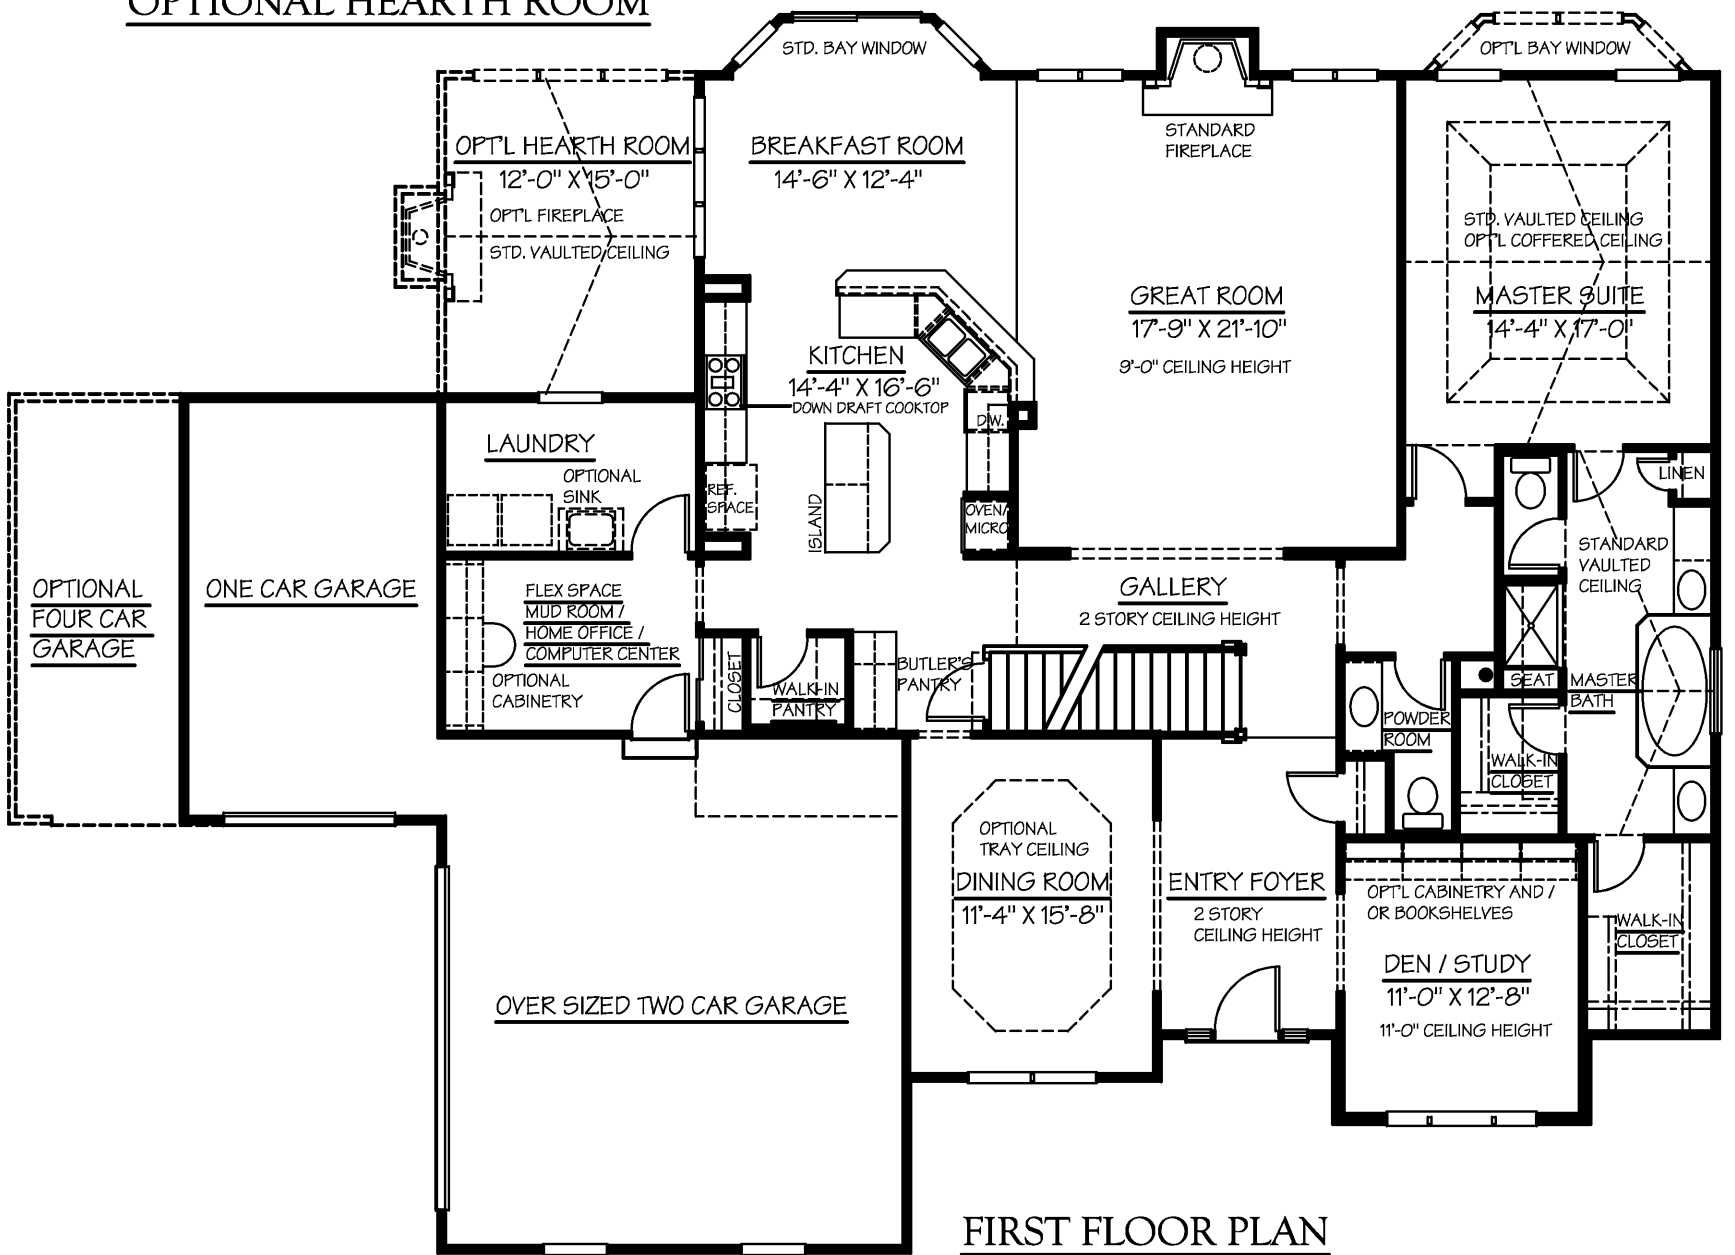 OPTIONAL HEARTH ROOM
STD. BAY WINDOW
OPT'L BAY WINDOW
OPT'L HEARTH ROOM
12'-0" X 15'-0"
OPT'L FIREPLACE
STD. VAULTED CEILING
BREAKFAST ROOM
14'-6" X 12'-4"
STANDARD
FIREPLACE
STD. VAULTED CEILING
OPT'L COFFERED CEILING
MASTER SUITE
14'-4" X 17'-0"
GREAT ROOM
17'-9" X 21'-10"
9'-0" CEILING HEIGHT
KITCHEN
14'-4" X 16'-6"
DOWN DRAFT COOKTOP
D.W.
LAUNDRY
OPTIONAL
SINK
REF.
SPACE
ISLAND
OVEN/
MICRO
LINEN
STANDARD
VAULTED
CEILING
OPTIONAL
FOUR CAR
GARAGE
ONE CAR GARAGE
FLEX SPACE
MUD ROOM /
HOME OFFICE /
COMPUTER CENTER
OPTIONAL
CABINETRY
GALLERY
2 STORY CEILING HEIGHT
CLOSET
WALK-IN
PANTRY
BUTLER'S
PANTRY
SEAT
MASTER
BATH
POWDER
ROOM
WALK-IN
CLOSET
OPTIONAL
TRAY CEILING
DINING ROOM
11'-4" X 15'-8"
ENTRY FOYER
2 STORY
CEILING HEIGHT
OPT'L CABINETRY AND /
OR BOOKSHELVES
DEN / STUDY
11'-0" X 12'-8"
11'-0" CEILING HEIGHT
WALK-IN
CLOSET
OVER SIZED TWO CAR GARAGE
FIRST FLOOR PLAN